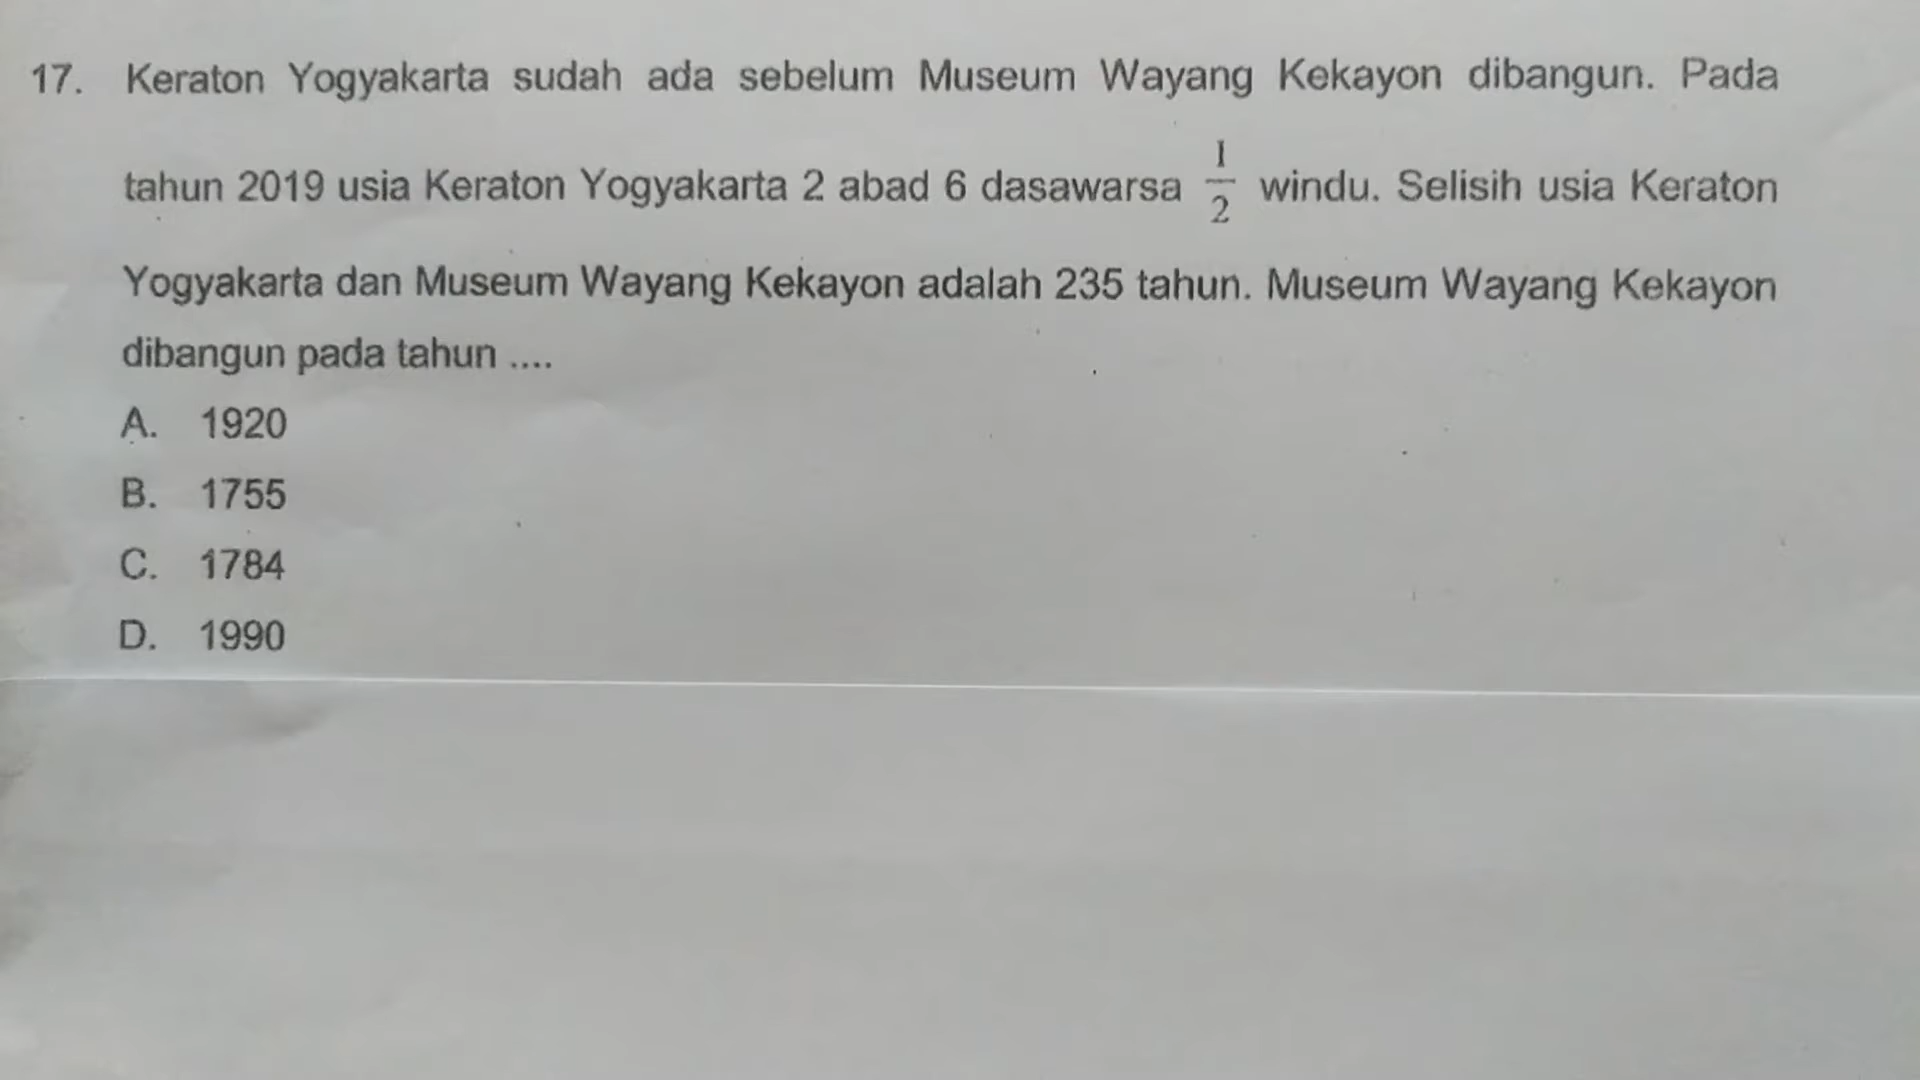 17. Keraton Yogyakarta sudah ada sebelum Museum Wayang Kekayon dibangun. Pada
tahun 2019 usia Keraton Yogyakarta 2 abad 6 dasawarsa 1/2 windu. Selisih usia Keraton
Yogyakarta dan Museum Wayang Kekayon adalah 235 tahun. Museum Wayang Kekayon
dibangun pada tahun ....
A. 1920
B. 1755
C. 1784
D. 1990